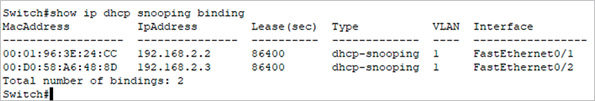 Switch#show ip dhcp snooping binding
MacAddress          IpAddress        Lease(sec)  Type           VLAN  Interface
------------------  ---------------  ----------  -------------  ----  -----------------
00:01:96:3E:24:CC   192.168.2.2      86400       dhcp-snooping  1     FastEthernet0/1
00:D0:58:A6:48:8D   192.168.2.3      86400       dhcp-snooping  1     FastEthernet0/2
Total number of bindings: 2
Switch#